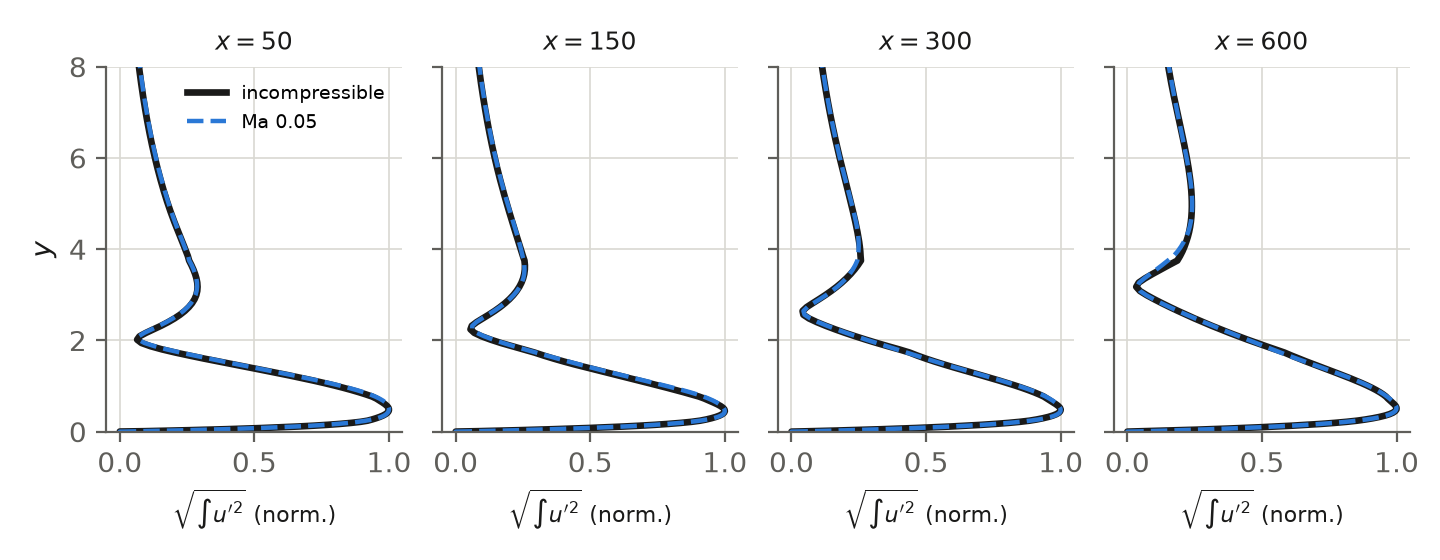 x = 50
x = 150
x = 300
x = 600
8
6
4
2
0
y
incompressible
Ma 0.05
0.0 0.5 1.0
0.0 0.5 1.0
0.0 0.5 1.0
0.0 0.5 1.0
√∫u′² (norm.)
√∫u′² (norm.)
√∫u′² (norm.)
√∫u′² (norm.)